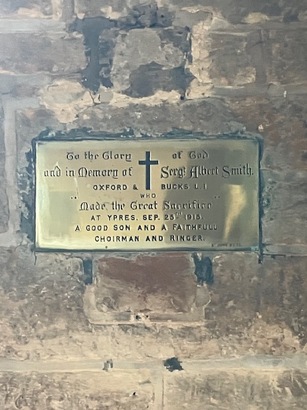 To the Glory of God
and in Memory of Sergt Albert Smith.
OXFORD & BUCKS. L. I.
WHO
Made the Great Sacrifice
AT YPRES, SEP. 25TH 1915.
A GOOD SON AND A FAITHFULL
CHOIRMAN AND RINGER.